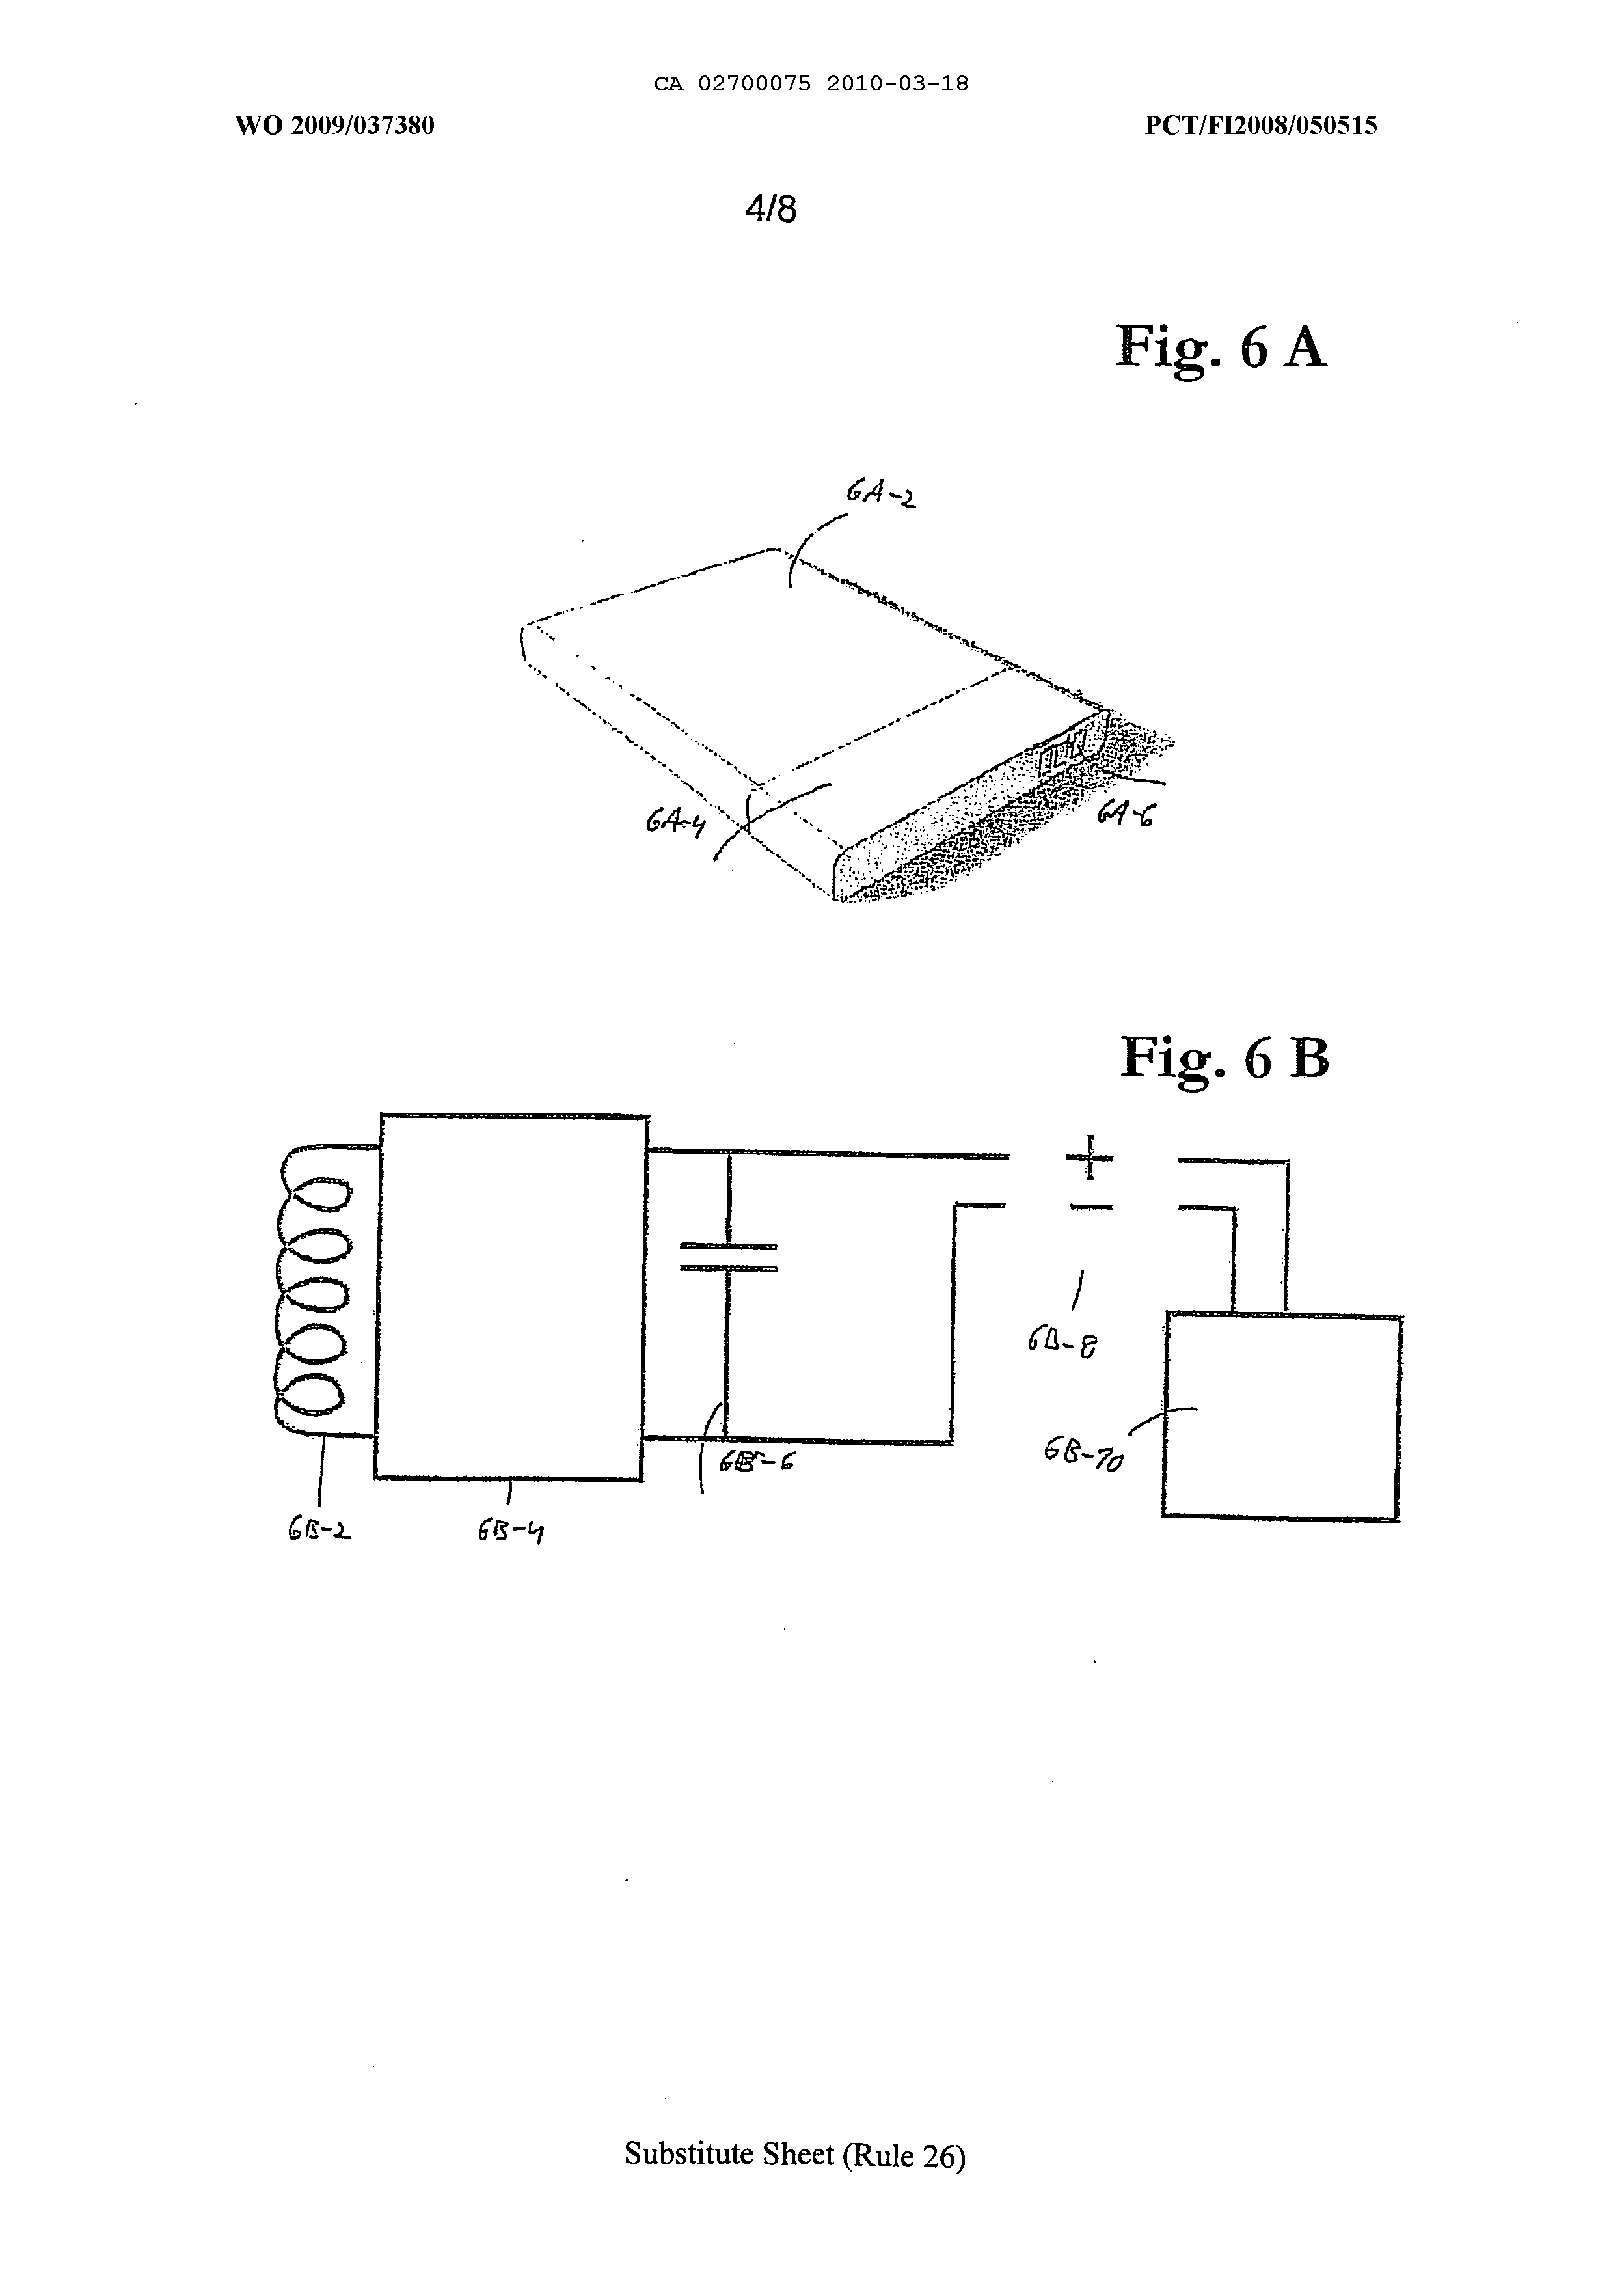 CA 02700075 2010-03-18
WO 2009/037380 PCT/FI2008/050515
4/8
Fig. 6 A
6A-2
6A-4
6A-6
Fig. 6 B
+
–
6B-8
6B-10
6B-6
6B-2
6B-4
Substitute Sheet (Rule 26)